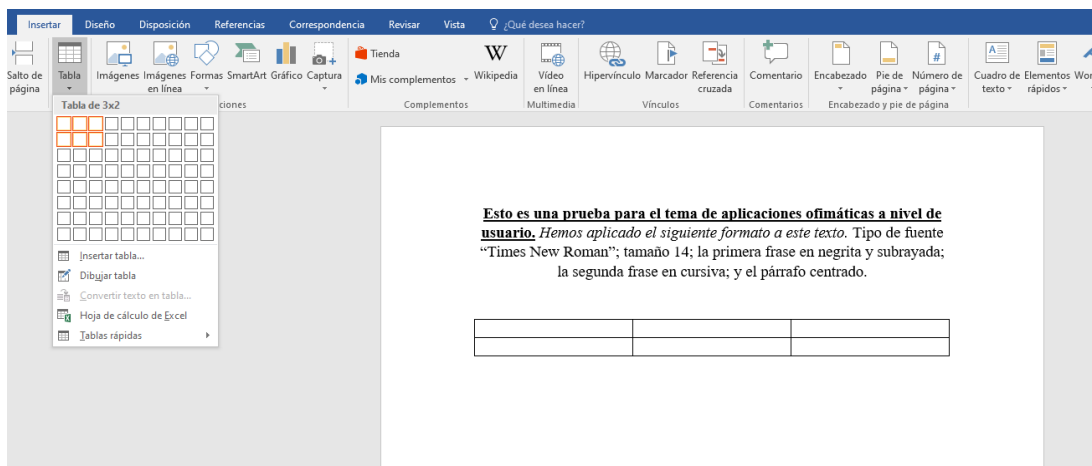 Insertar Diseño Disposición Referencias Correspondencia Revisar Vista ¿Qué desea hacer?
Salto de página Tabla Imágenes Imágenes en línea Formas SmartArt Gráfico Captura
Tienda
Mis complementos
Wikipedia Vídeo en línea Hipervínculo Marcador Referencia cruzada Comentario Encabezado Pie de página Número de página Cuadro de texto Elementos rápidos
ciones Complementos Multimedia Vínculos Comentarios Encabezado y pie de página
Tabla de 3x2
Insertar tabla...
Dibujar tabla
Convertir texto en tabla...
Hoja de cálculo de Excel
Tablas rápidas
Esto es una prueba para el tema de aplicaciones ofimáticas a nivel de
usuario. Hemos aplicado el siguiente formato a este texto. Tipo de fuente
“Times New Roman”; tamaño 14; la primera frase en negrita y subrayada;
la segunda frase en cursiva; y el párrafo centrado.